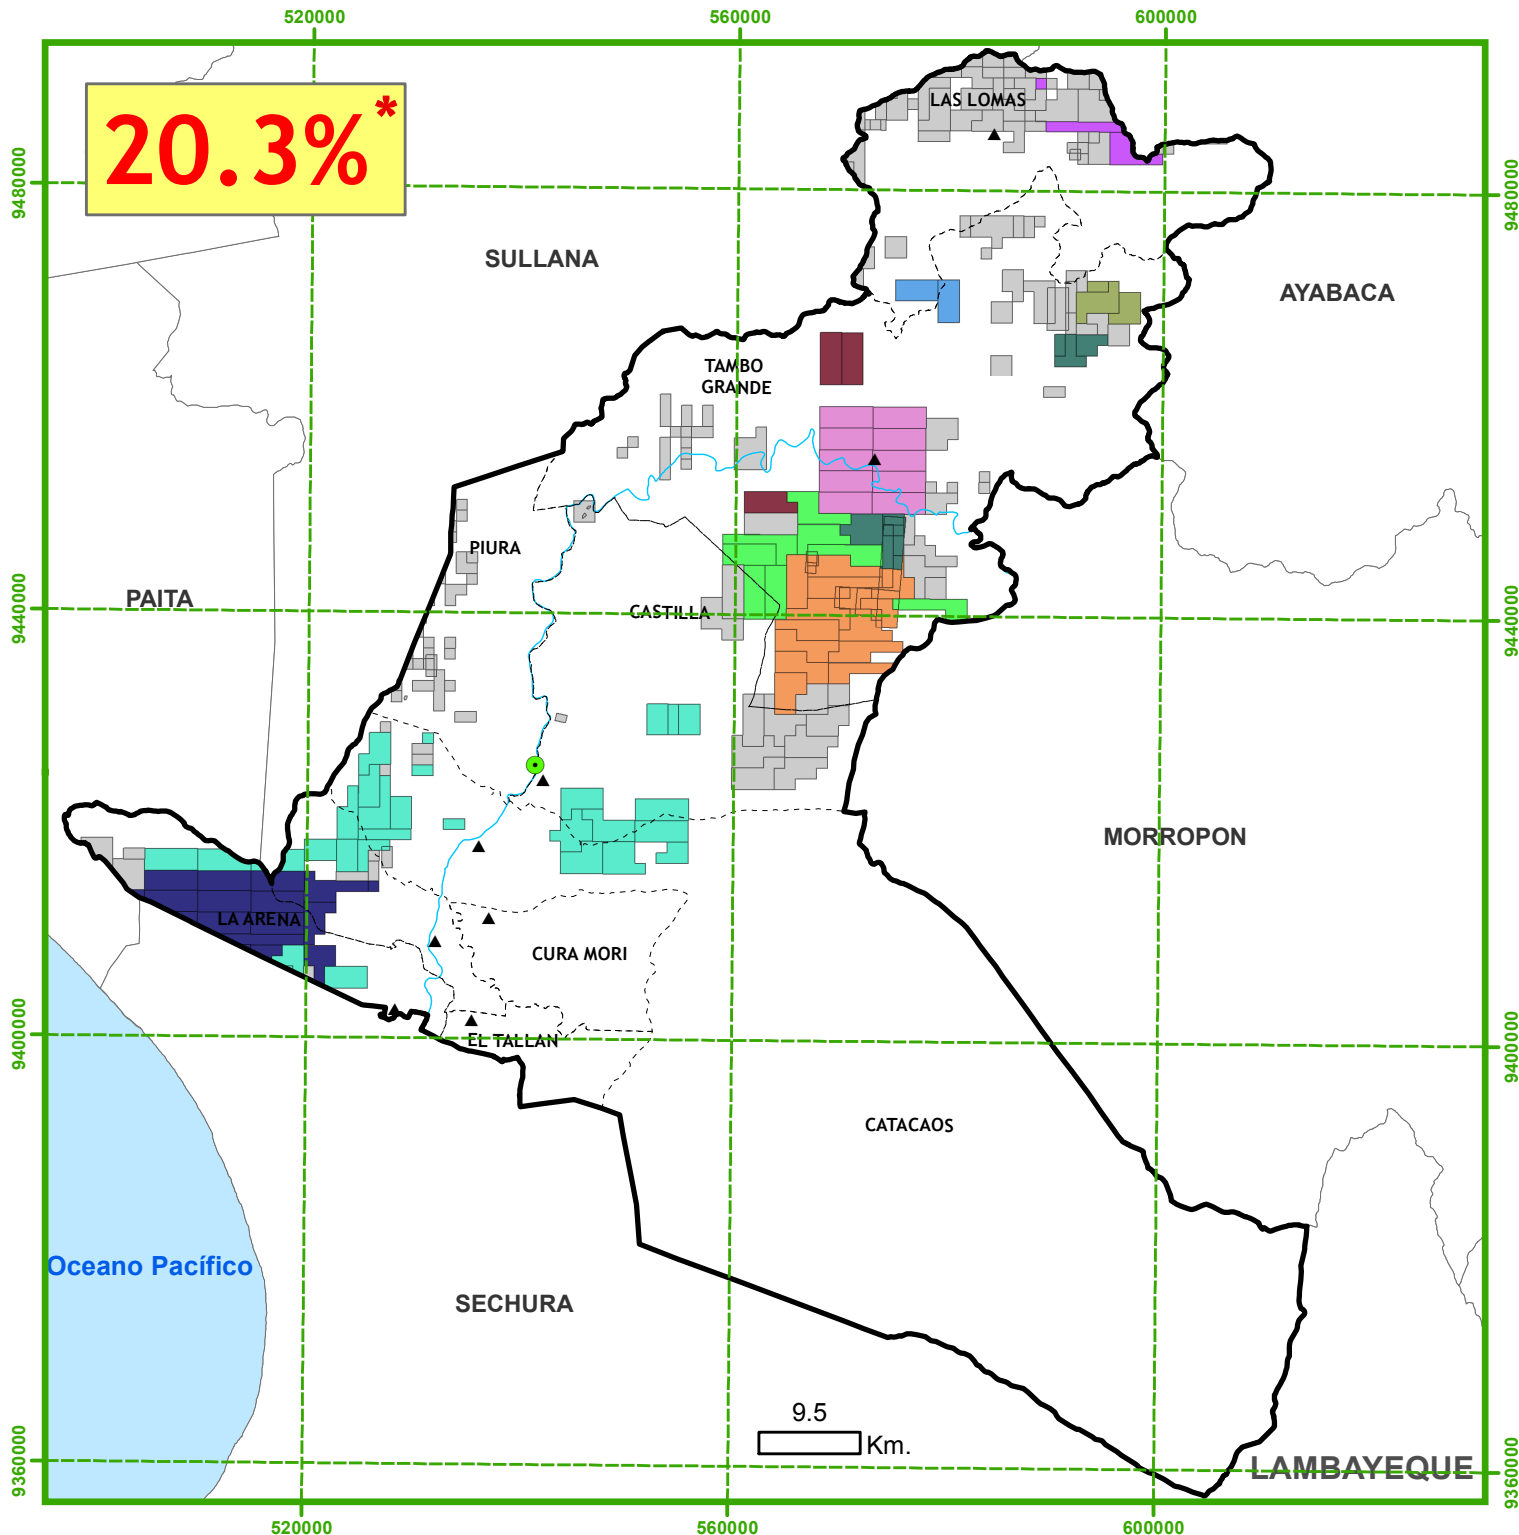 520000
560000
600000
20.3%*
LAS LOMAS
9480000
9480000
SULLANA
AYABACA
TAMBO
GRANDE
PIURA
PAITA
CASTILLA
9440000
9440000
MORROPON
LA ARENA
CURA MORI
EL TALLAN
9400000
9400000
CATACAOS
Oceano Pacífico
SECHURA
9.5
Km.
LAMBAYEQUE
9360000
9360000
520000
560000
600000